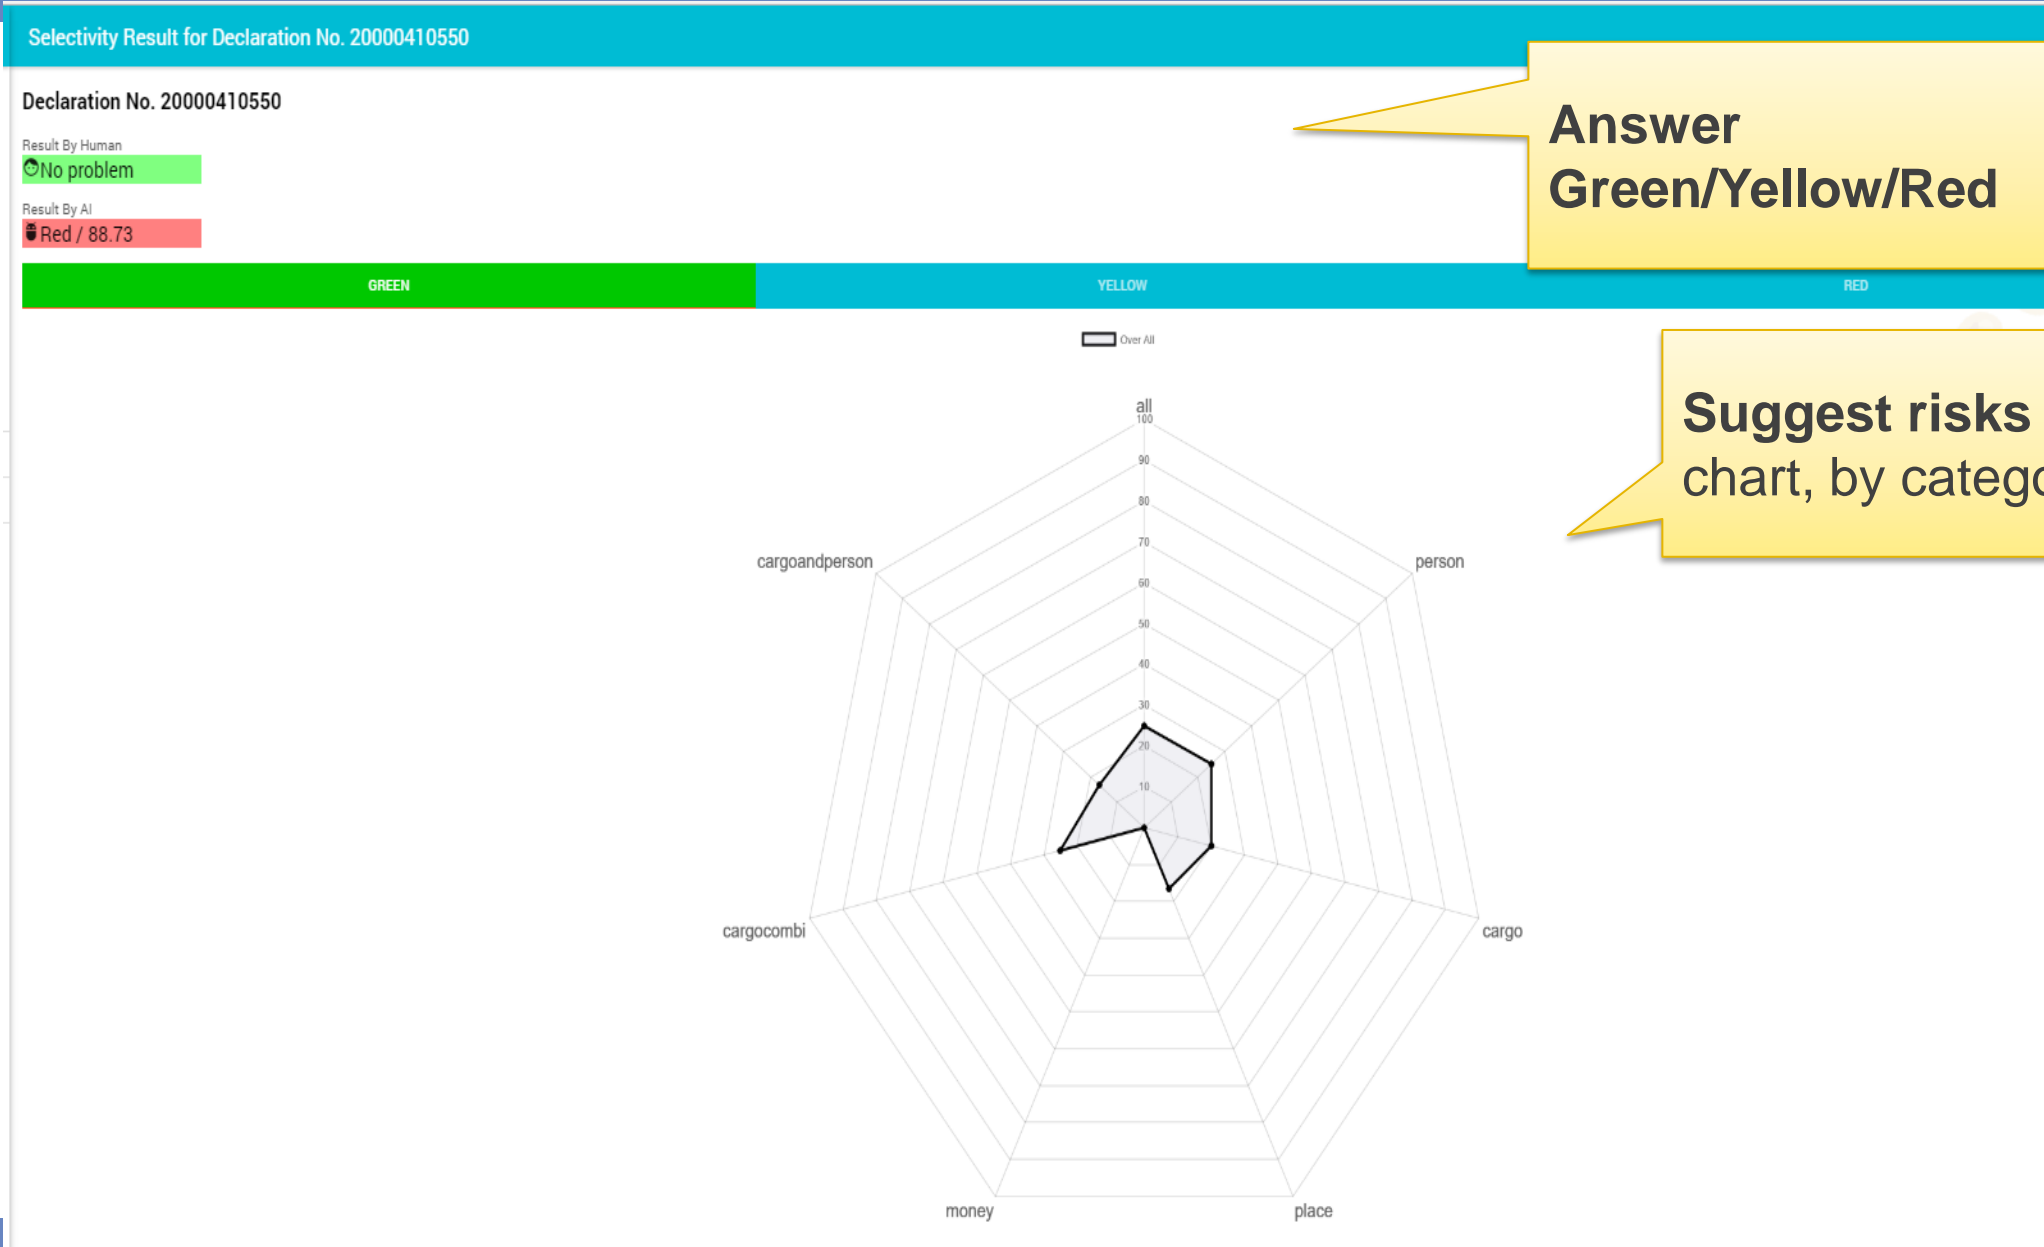 Selectivity Result for Declaration No. 20000410550
Declaration No. 20000410550
Result By Human
No problem
Result By AI
Red / 88.73
Answer
Green/Yellow/Red
GREEN
YELLOW
RED
Over All
Suggest risks
chart, by catego
all
100
90
80
70
60
50
40
30
20
10
cargoandperson
person
cargocombi
cargo
money
place